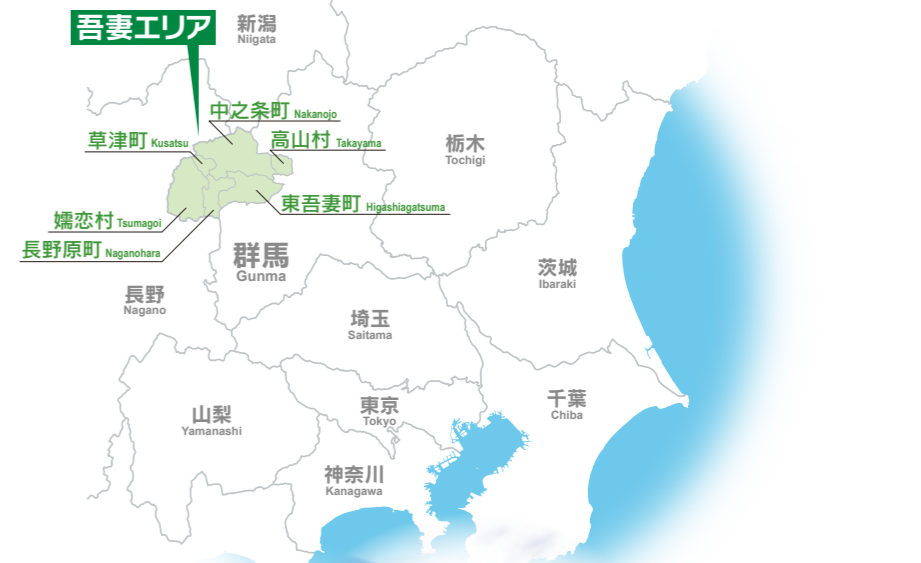 吾妻エリア
新潟
Niigata
中之条町 Nakanojo
草津町 Kusatsu
高山村 Takayama
栃木
Tochigi
東吾妻町 Higashiagatsuma
嬬恋村 Tsumagoi
長野原町 Naganohara
群馬
Gunma
茨城
Ibaraki
長野
Nagano
埼玉
Saitama
千葉
Chiba
東京
Tokyo
山梨
Yamanashi
神奈川
Kanagawa